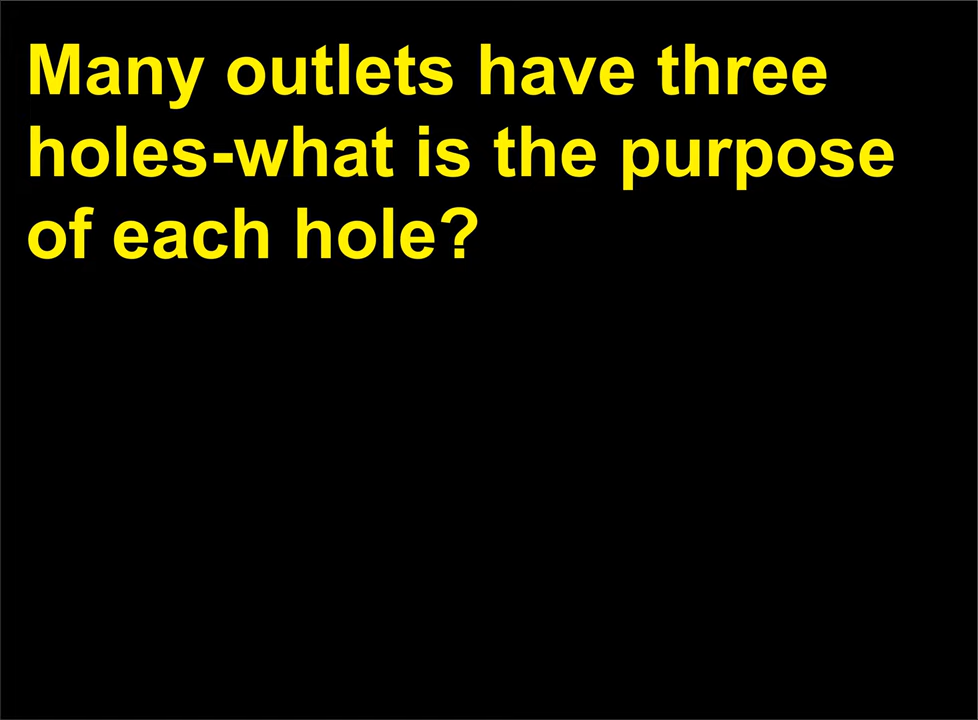 Many outlets have three
holes-what is the purpose
of each hole?